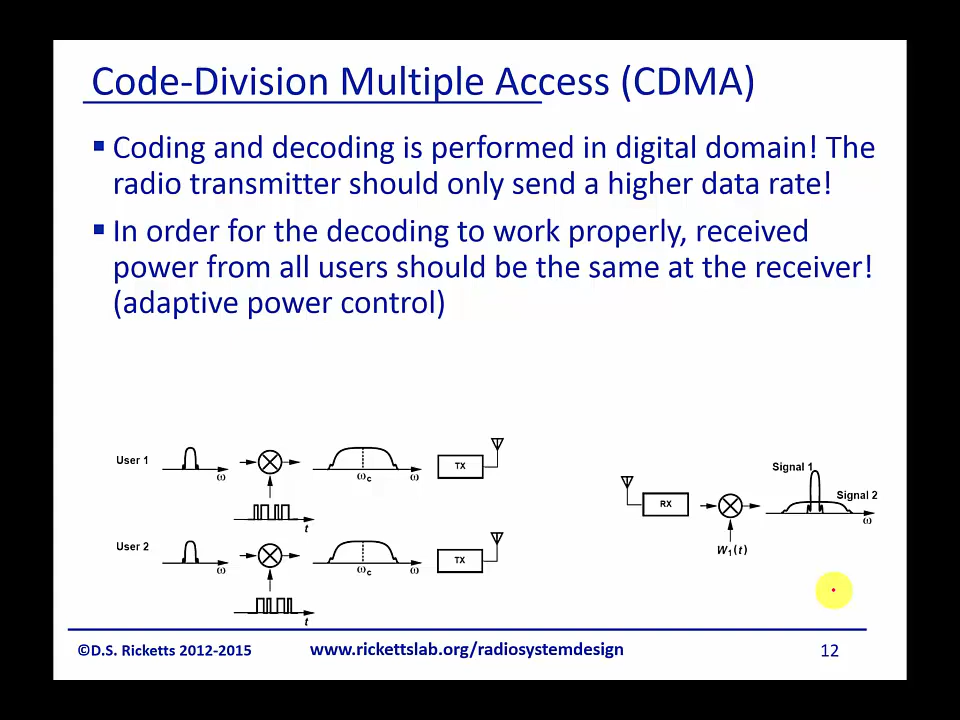 Code-Division Multiple Access (CDMA)
▪ Coding and decoding is performed in digital domain! The
radio transmitter should only send a higher data rate!
▪ In order for the decoding to work properly, received
power from all users should be the same at the receiver!
(adaptive power control)
User 1
ω
ωc
ω
TX
t
User 2
ω
ωc
ω
TX
t
RX
W1(t)
Signal 1
Signal 2
ω
©D.S. Ricketts 2012-2015
www.rickettslab.org/radiosystemdesign
12